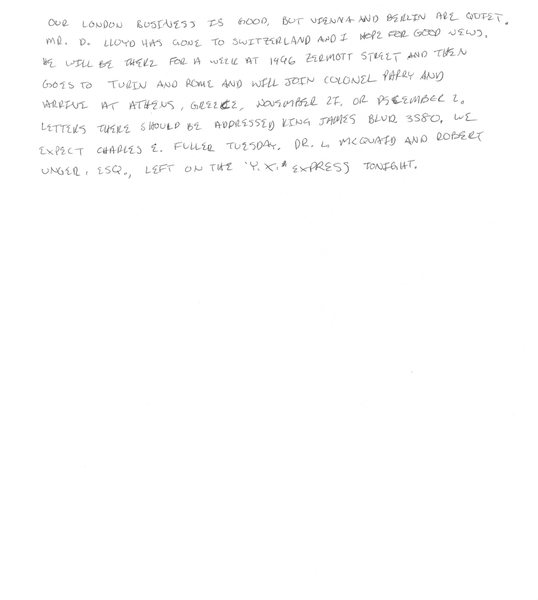 OUR LONDON BUSINESS IS GOOD, BUT VIENNA AND BERLIN ARE QUIET.
MR. D. LLOYD HAS GONE TO SWITZERLAND AND I HOPE FOR GOOD NEWS.
HE WILL BE THERE FOR A WEEK AT 1496 ZERMOTT STREET AND THEN
GOES TO TURIN AND ROME AND WILL JOIN COLONEL PARRY AND
ARRIVE AT ATHENS, GREECE, NOVEMBER 27, OR DECEMBER 2.
LETTERS THERE SHOULD BE ADDRESSED KING JAMES BLVD 3580. WE
EXPECT CHARLES E. FULLER TUESDAY. DR. L. MCQUAID AND ROBERT
UNGER, ESQ., LEFT ON THE 'Y.X." EXPRESS TONIGHT.